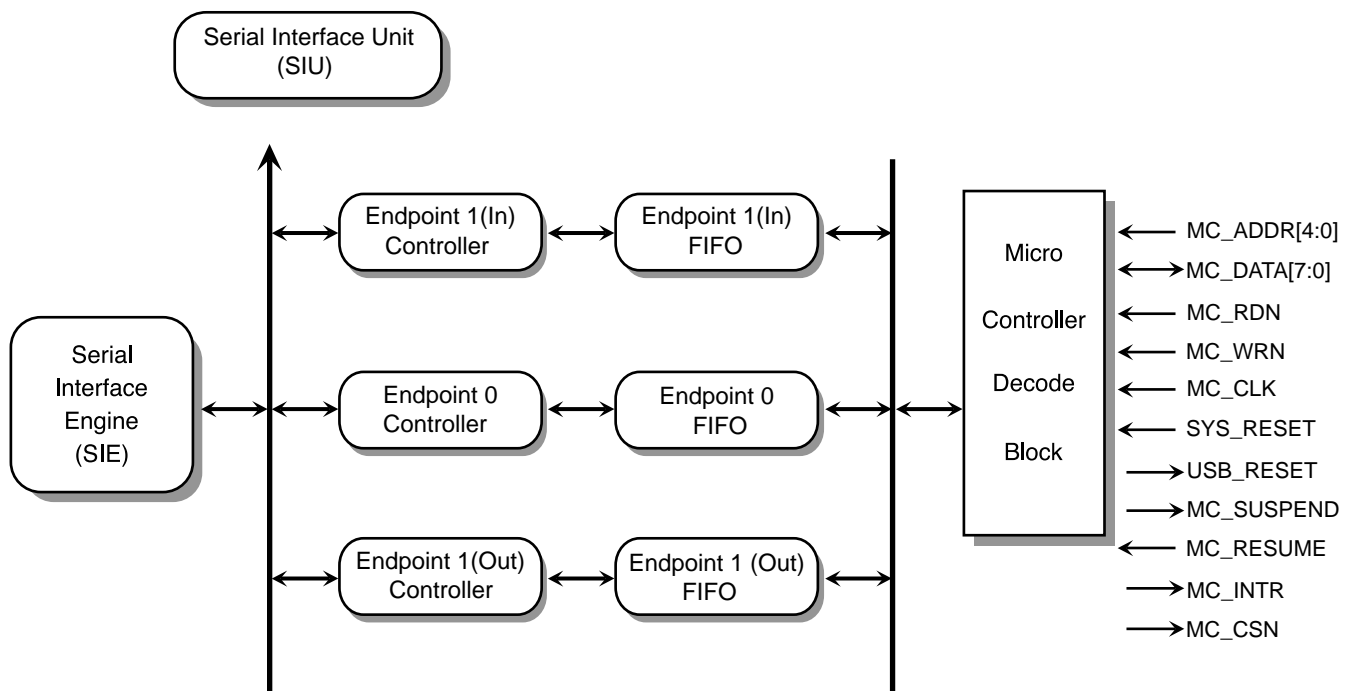 Serial Interface Unit
(SIU)
Endpoint 1(In)
Controller
Endpoint 1(In)
FIFO
Serial
Interface
Engine
(SIE)
Endpoint 0
Controller
Endpoint 0
FIFO
Endpoint 1(Out)
Controller
Endpoint 1 (Out)
FIFO
Micro
Controller
Decode
Block
MC_ADDR[4:0]
MC_DATA[7:0]
MC_RDN
MC_WRN
MC_CLK
SYS_RESET
USB_RESET
MC_SUSPEND
MC_RESUME
MC_INTR
MC_CSN